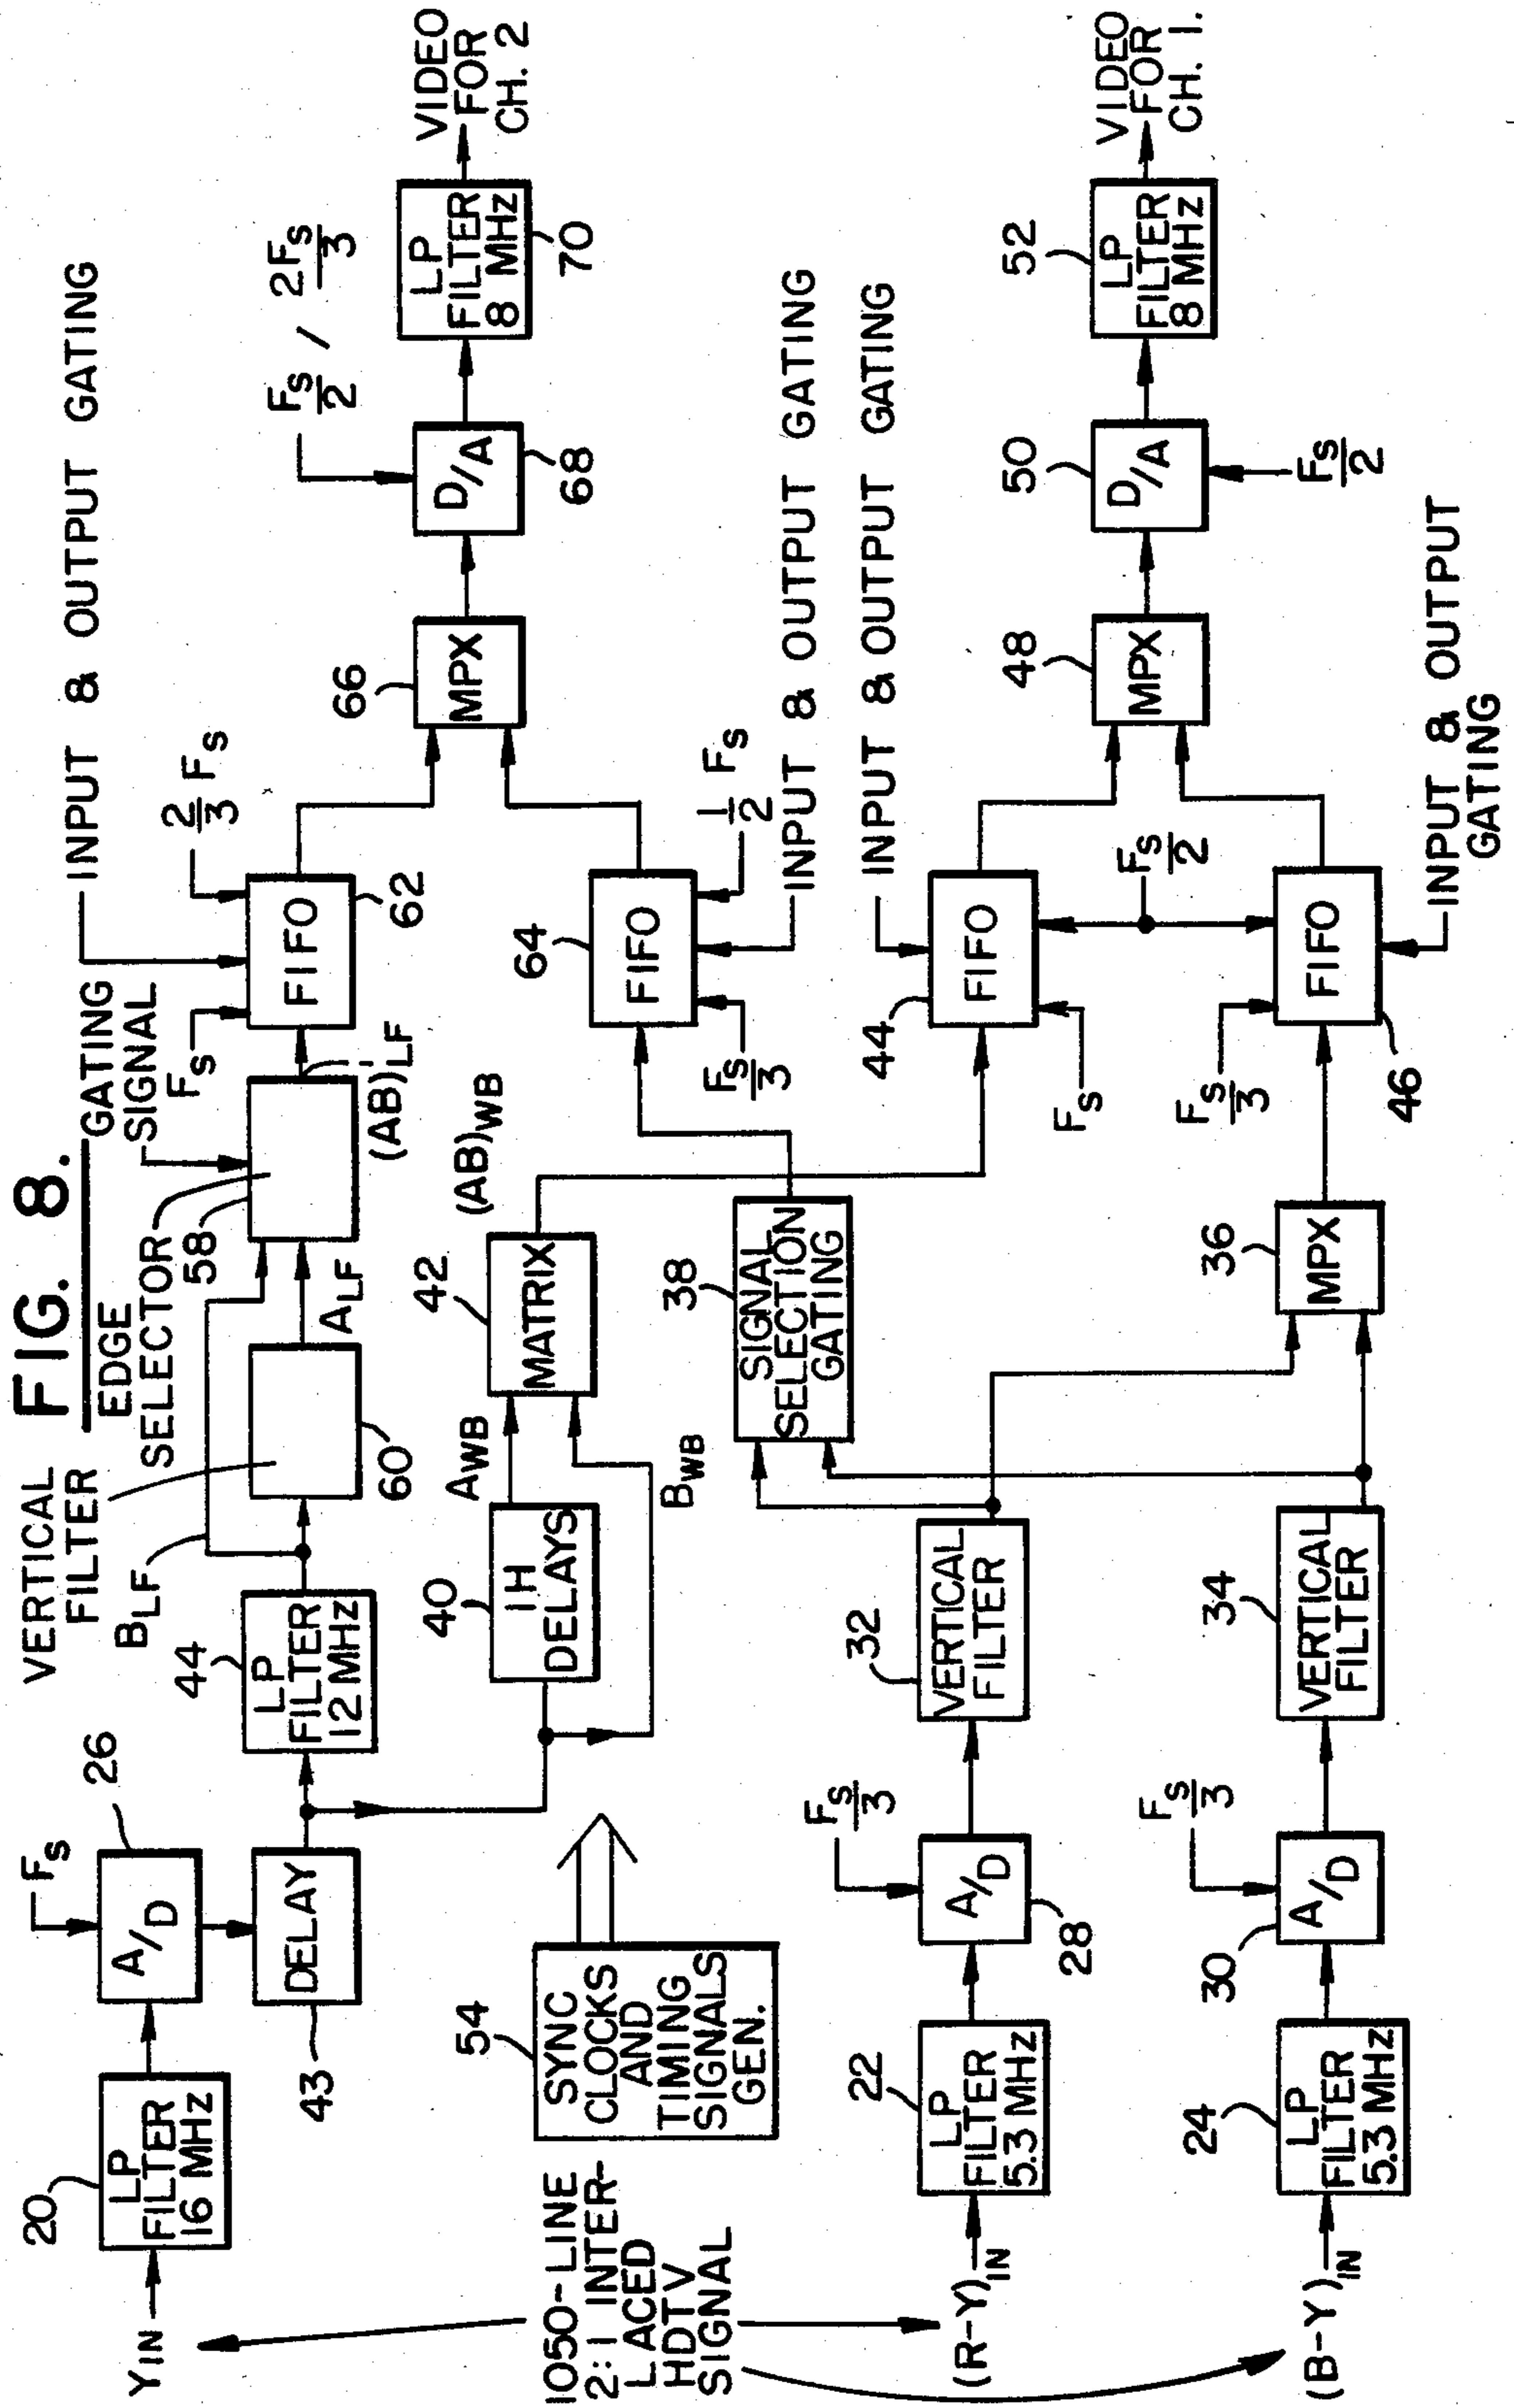 FIG. 8.
YIN
20
LP
FILTER
16 MHz
Fs
A/D
26
DELAY
43
44
LP
FILTER
12 MHz
BLF
VERTICAL
FILTER
60
ALF
EDGE
SELECTOR
58
GATING
SIGNAL
(AB)LF
Fs
INPUT & OUTPUT GATING
2/3 Fs
FIFO
62
66
MPX
Fs/2 / 2Fs/3
D/A
68
LP
FILTER
8 MHz
70
VIDEO
FOR
CH. 2
40
1H
DELAYS
AWB
BWB
42
MATRIX
(AB)WB
64
FIFO
Fs/3
1/2 Fs
INPUT & OUTPUT GATING
54
SYNC
CLOCKS
AND
TIMING
SIGNALS
GEN.
1050-LINE
2:1 INTER-
LACED
HDTV
SIGNAL
38
SIGNAL
SELECTION
GATING
INPUT & OUTPUT GATING
44
FIFO
Fs
Fs/2
(R-Y)IN
22
LP
FILTER
5.3 MHz
Fs/3
A/D
28
32
VERTICAL
FILTER
48
MPX
50
D/A
Fs/2
52
LP
FILTER
8 MHz
VIDEO
FOR
CH. 1.
(B-Y)IN
24
LP
FILTER
5.3 MHz
Fs/3
30
A/D
34
VERTICAL
FILTER
36
MPX
Fs/3
FIFO
46
INPUT & OUTPUT
GATING